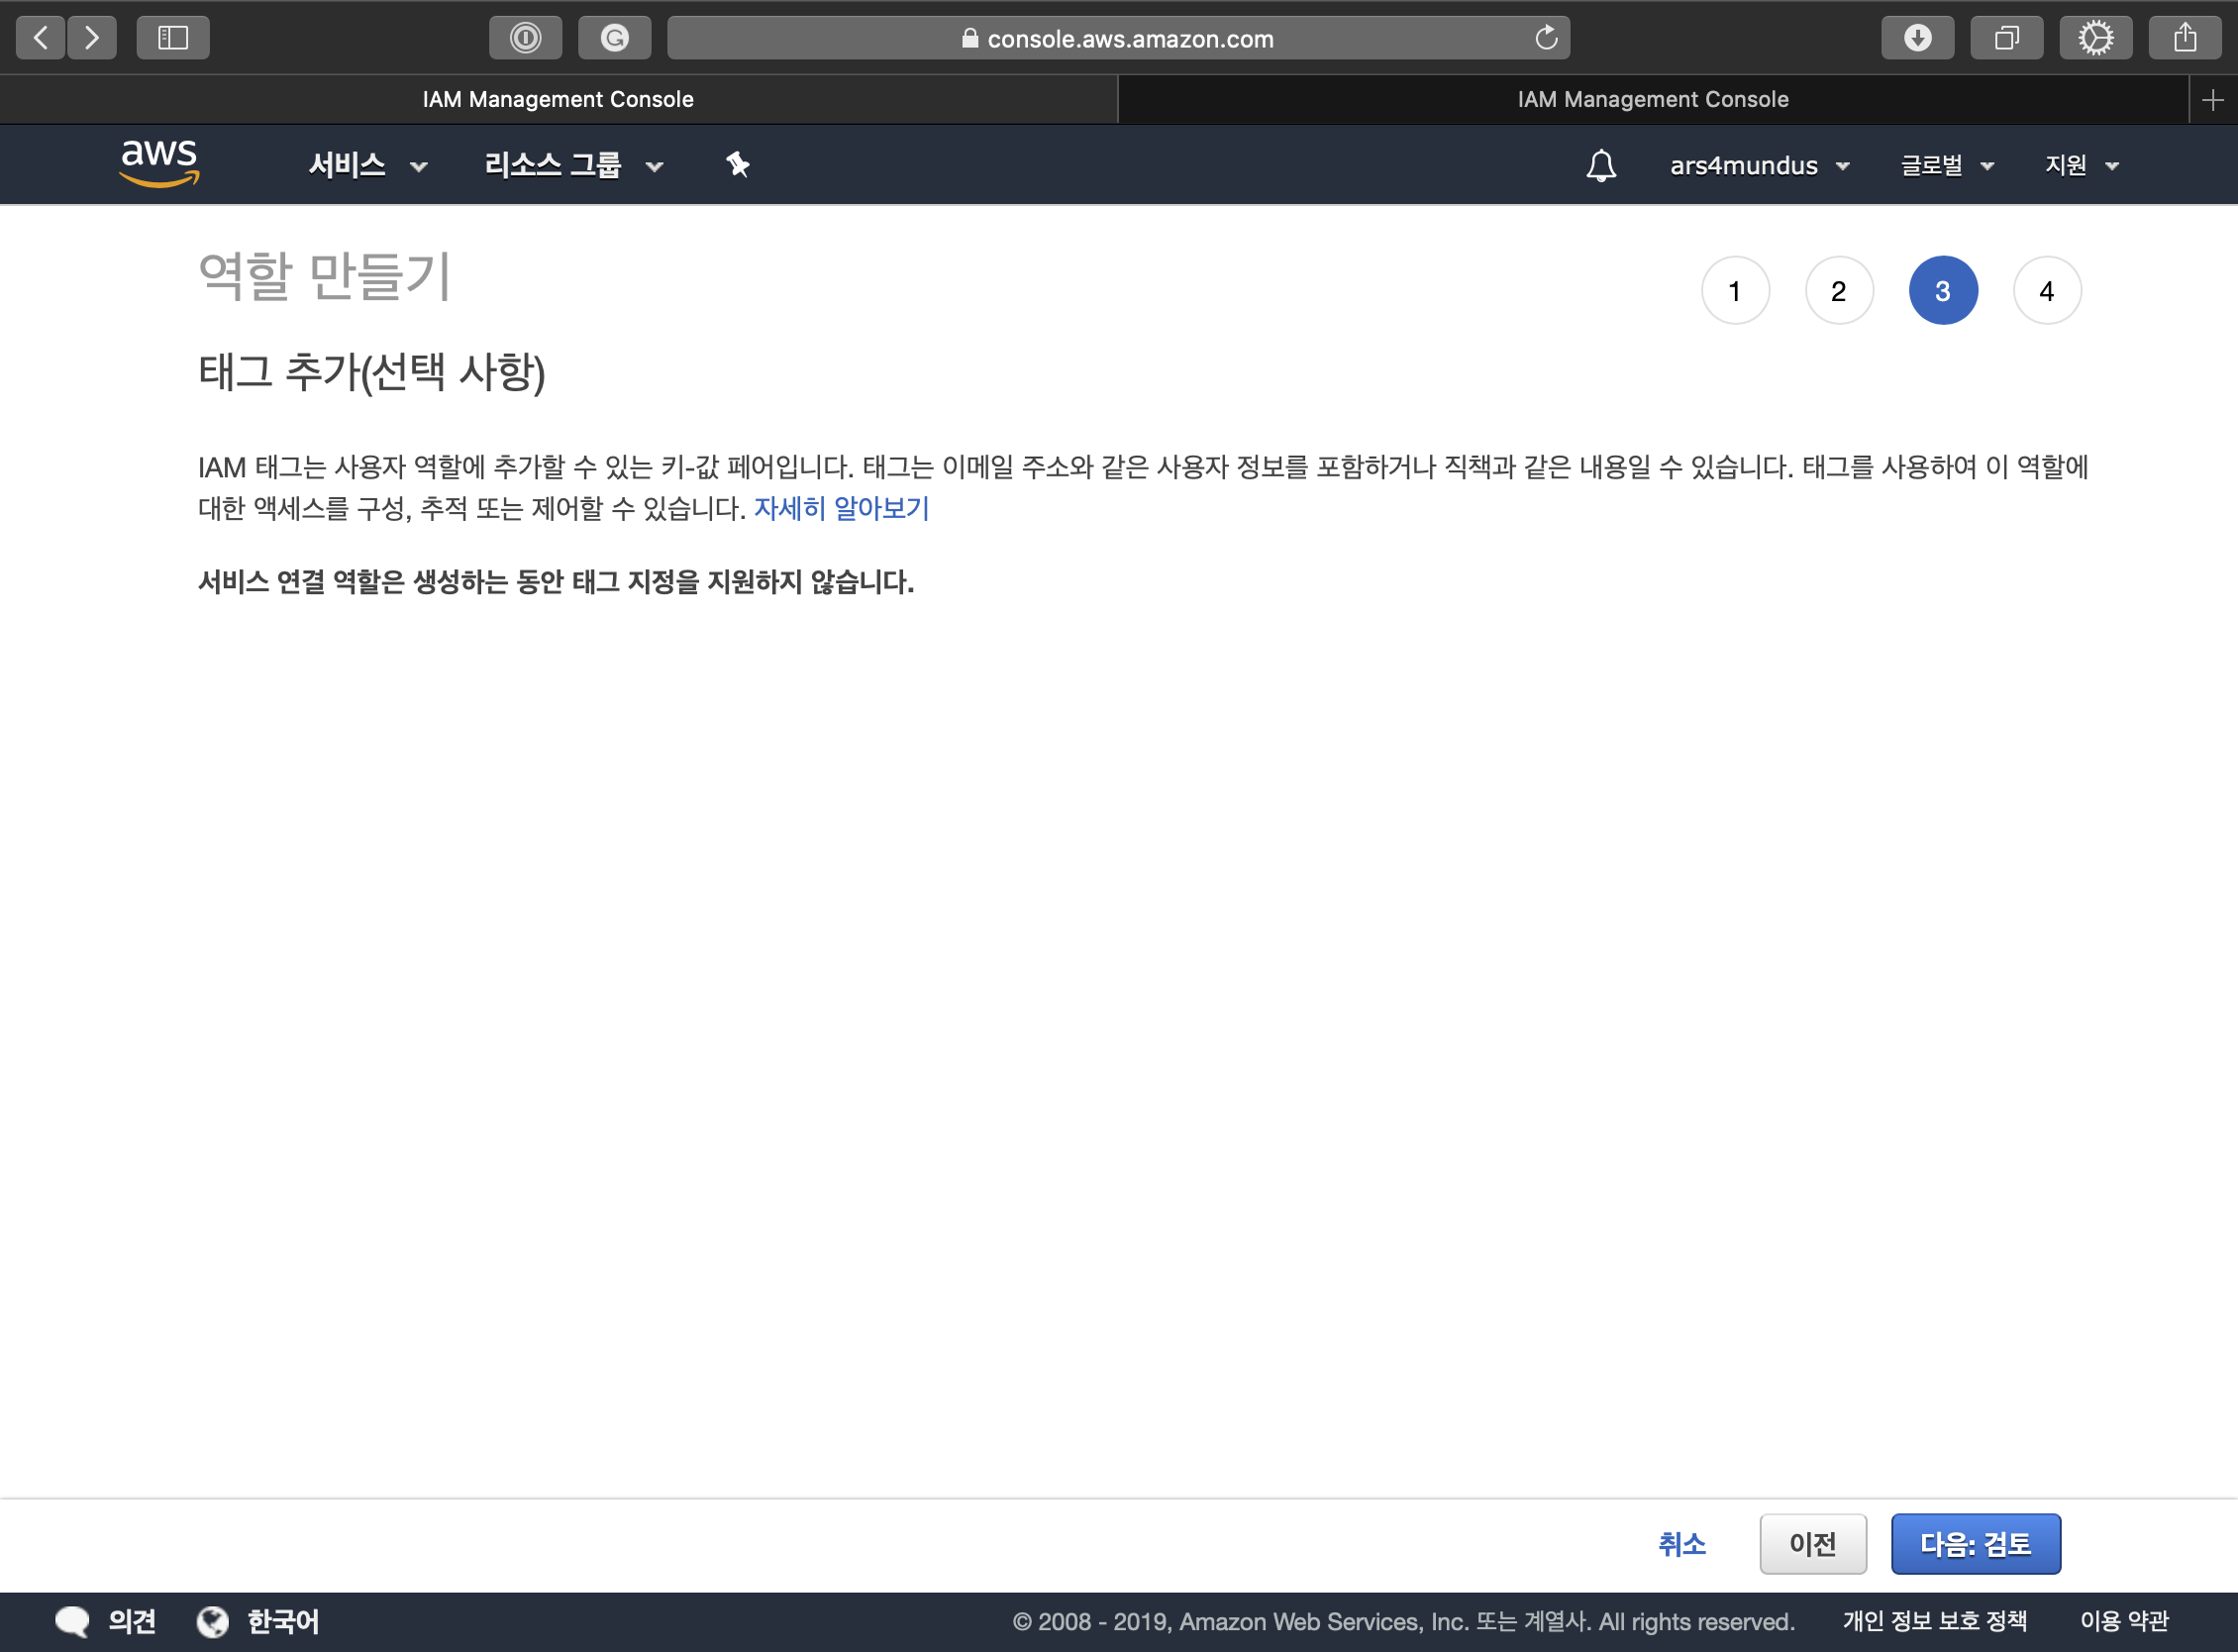 console.aws.amazon.com
IAM Management Console
IAM Management Console
aws
서비스
리소스 그룹
ars4mundus
글로벌
지원
역할 만들기
1
2
3
4
태그 추가(선택 사항)
IAM 태그는 사용자 역할에 추가할 수 있는 키-값 페어입니다. 태그는 이메일 주소와 같은 사용자 정보를 포함하거나 직책과 같은 내용일 수 있습니다. 태그를 사용하여 이 역할에
대한 액세스를 구성, 추적 또는 제어할 수 있습니다. 자세히 알아보기
서비스 연결 역할은 생성하는 동안 태그 지정을 지원하지 않습니다.
취소
이전
다음: 검토
의견
한국어
© 2008 - 2019, Amazon Web Services, Inc. 또는 계열사. All rights reserved.
개인 정보 보호 정책
이용 약관